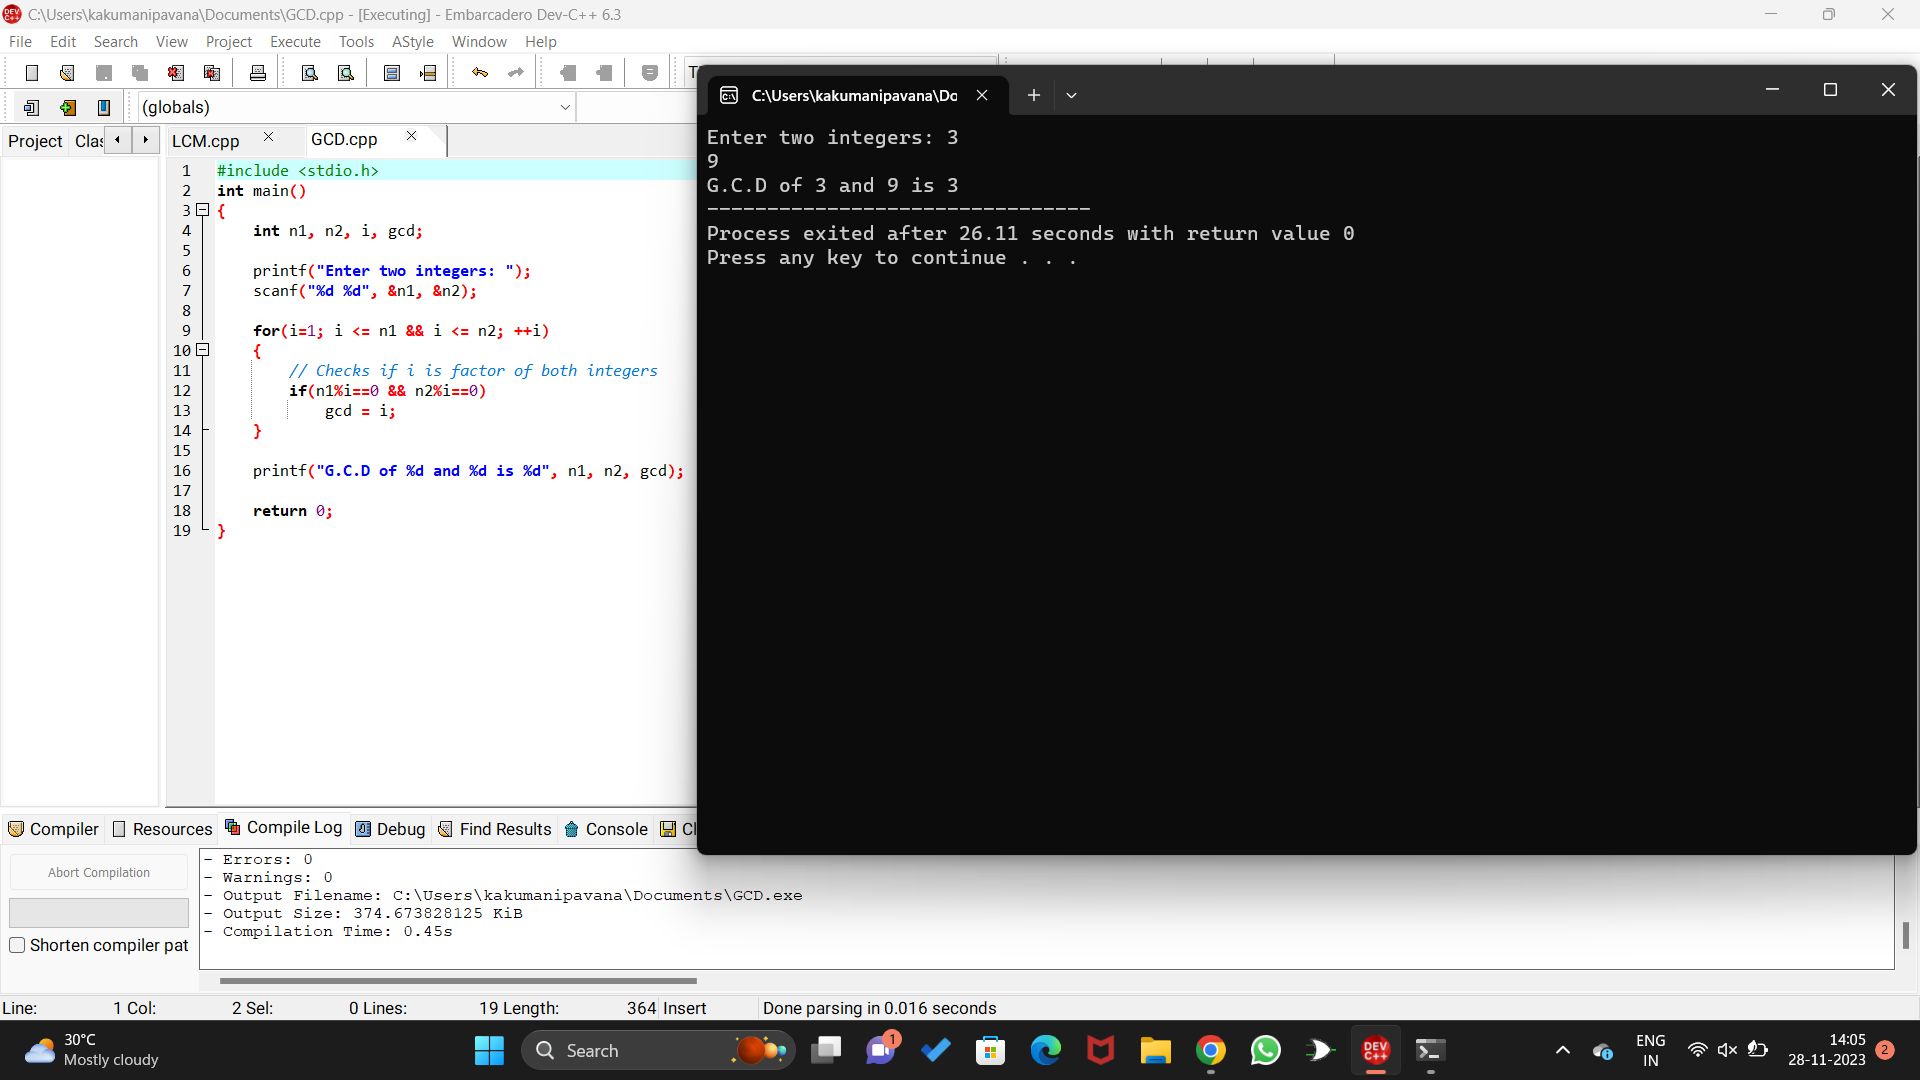 C:\Users\kakumanipavana\Documents\GCD.cpp - [Executing] - Embarcadero Dev-C++ 6.3
File Edit Search View Project Execute Tools AStyle Window Help
(globals)
Project Clas LCM.cpp GCD.cpp
1 #include <stdio.h>
2 int main()
3 {
4 int n1, n2, i, gcd;
5
6 printf("Enter two integers: ");
7 scanf("%d %d", &n1, &n2);
8
9 for(i=1; i <= n1 && i <= n2; ++i)
10 {
11 // Checks if i is factor of both integers
12 if(n1%i==0 && n2%i==0)
13 gcd = i;
14 }
15
16 printf("G.C.D of %d and %d is %d", n1, n2, gcd);
17
18 return 0;
19 }
C:\Users\kakumanipavana\Do
Enter two integers: 3
9
G.C.D of 3 and 9 is 3
--------------------------------
Process exited after 26.11 seconds with return value 0
Press any key to continue . . .
Compiler Resources Compile Log Debug Find Results Console Cl
Abort Compilation
Shorten compiler pat
- Errors: 0
- Warnings: 0
- Output Filename: C:\Users\kakumanipavana\Documents\GCD.exe
- Output Size: 374.673828125 KiB
- Compilation Time: 0.45s
Line: 1 Col: 2 Sel: 0 Lines: 19 Length: 364 Insert Done parsing in 0.016 seconds
30°C
Mostly cloudy
Search
1
DEV C++
ENG
IN
14:05
28-11-2023
2